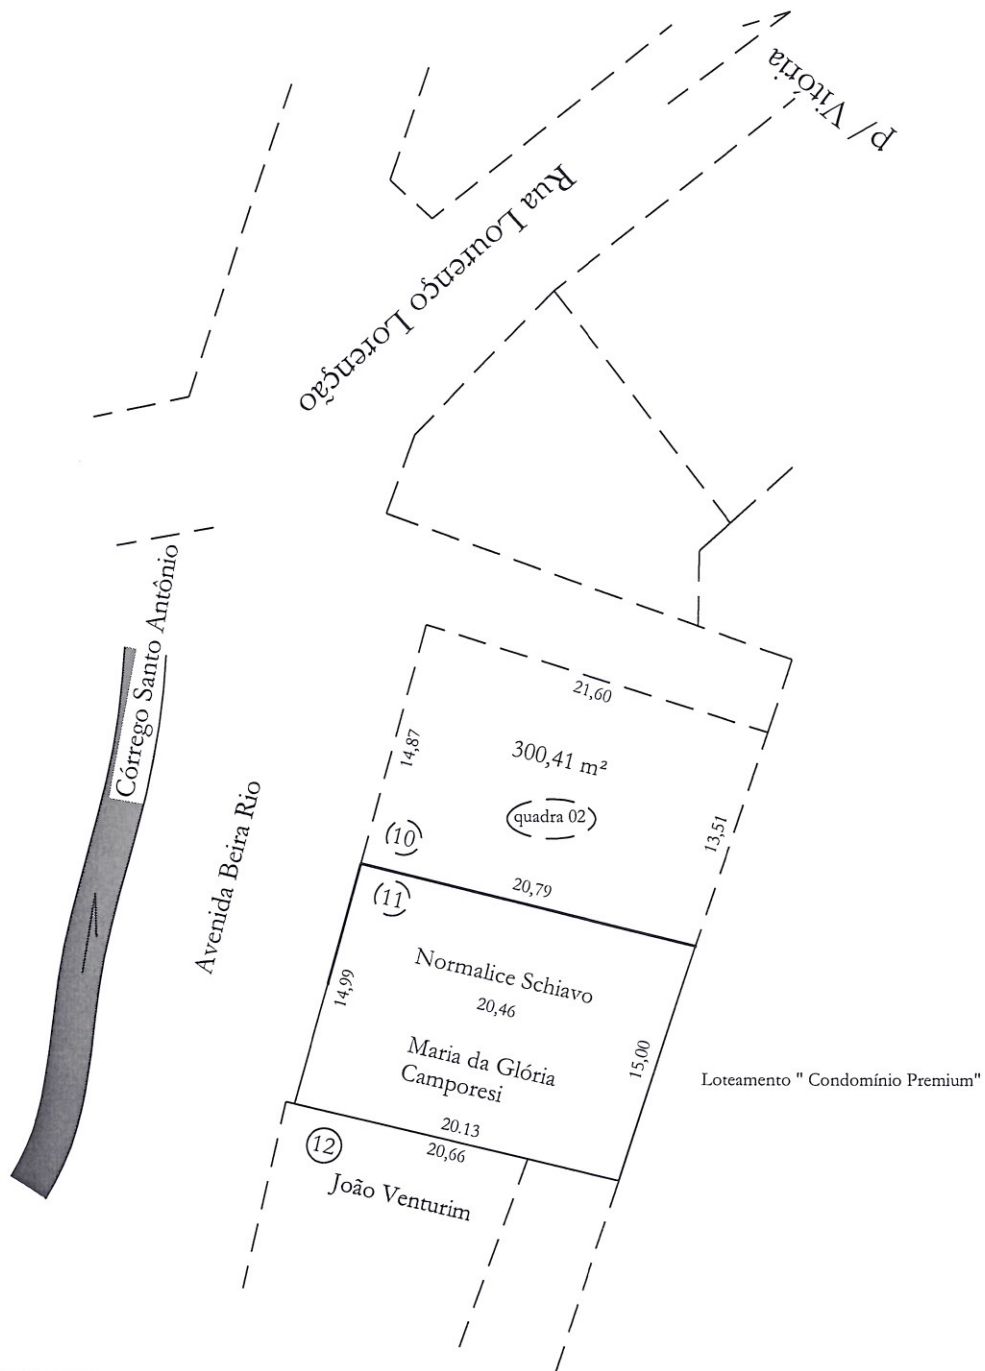 p/ Vitória
Rua Lourenço Lorenção
Córrego Santo Antônio
Avenida Beira Rio
21,60
14,87
300,41 m²
quadra 02
13,51
10
20,79
11
Normalice Schiavo
20,46
14,99
Maria da Glória
Camporesi
15,00
Loteamento " Condomínio Premium"
20.13
20,66
12
João Venturim